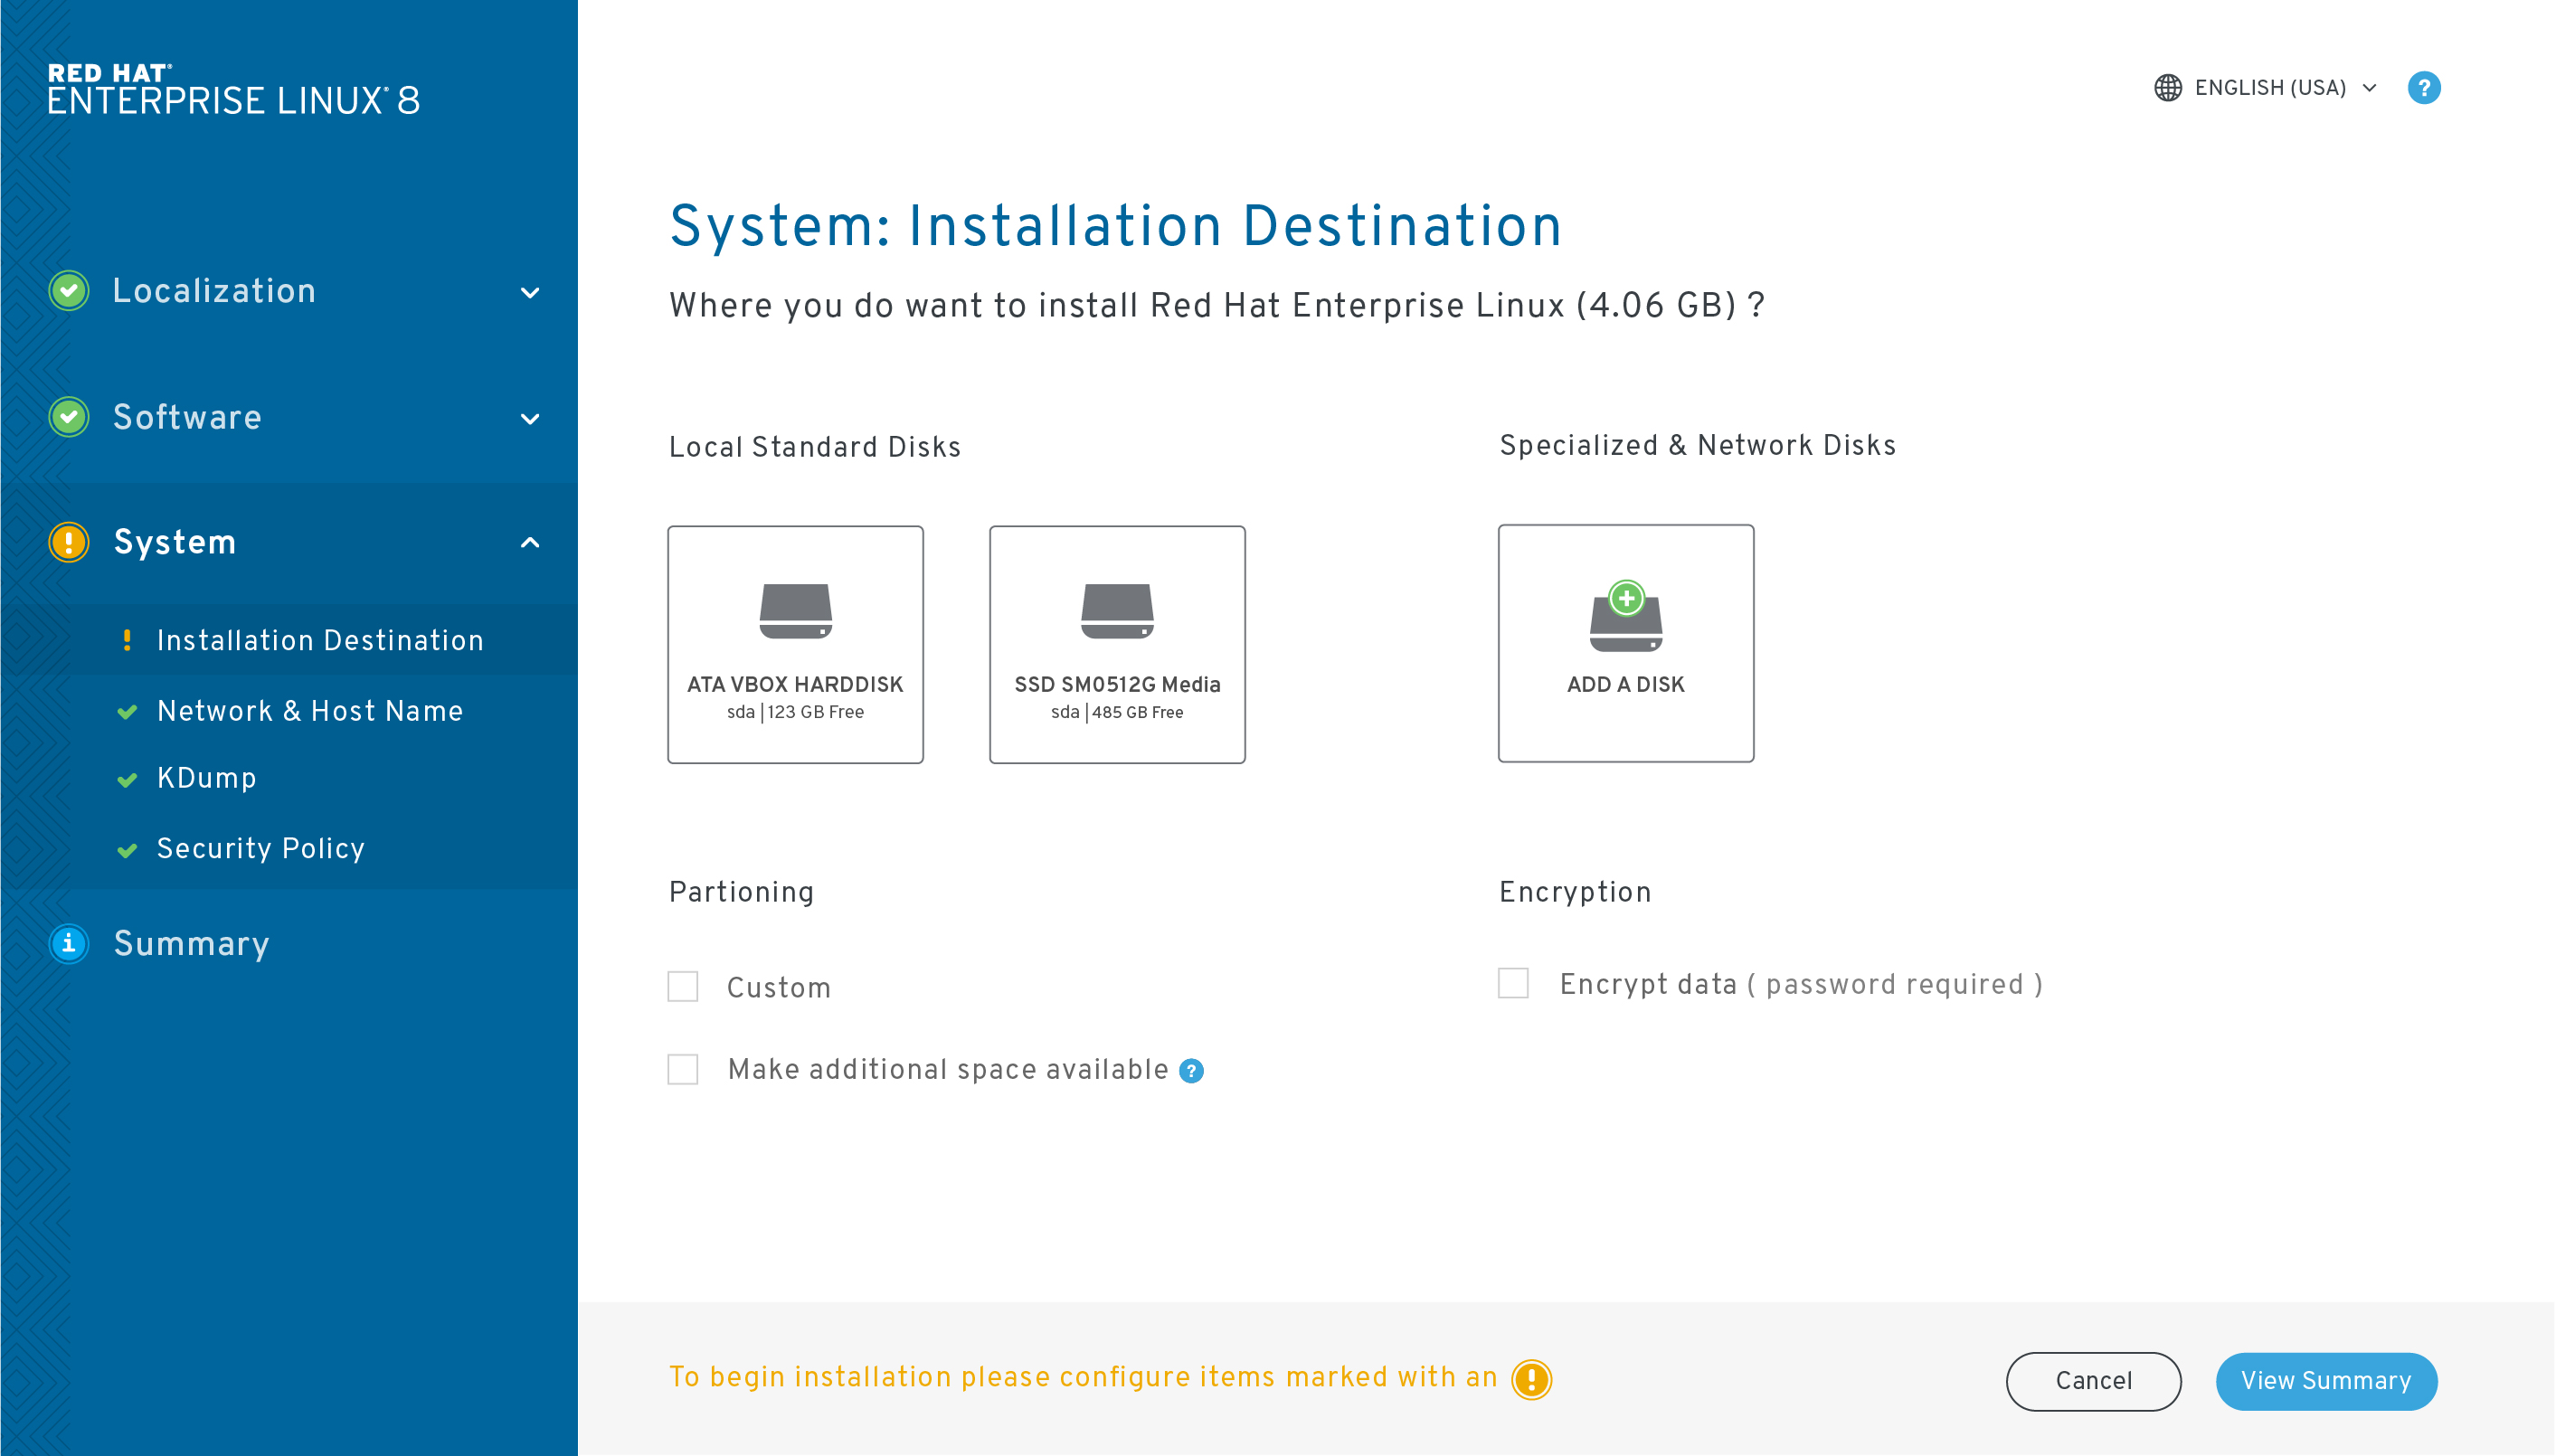 RED HAT®
ENTERPRISE LINUX® 8
ENGLISH (USA)
?
Localization
Software
System
Installation Destination
Network & Host Name
KDump
Security Policy
Summary
System: Installation Destination
Where you do want to install Red Hat Enterprise Linux (4.06 GB) ?
Local Standard Disks
Specialized & Network Disks
ATA VBOX HARDDISK
sda | 123 GB Free
SSD SM0512G Media
sda | 485 GB Free
ADD A DISK
Partioning
Encryption
Custom
Encrypt data ( password required )
Make additional space available ?
To begin installation please configure items marked with an !
Cancel
View Summary